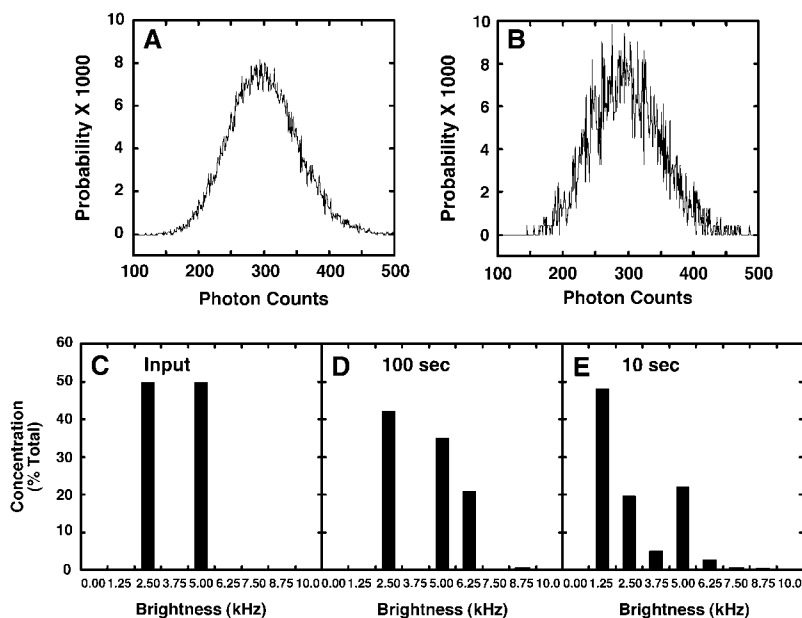 A
B
10
8
6
4
2
0
Probability X 1000
100 200 300 400 500
Photon Counts
10
8
6
4
2
0
Probability X 1000
100 200 300 400 500
Photon Counts
C Input
D 100 sec
E 10 sec
60
50
40
30
20
10
0
Concentration
(% Total)
0.00 1.25 2.50 3.75 5.00 6.25 7.50 8.75 10.0
0.00 1.25 2.50 3.75 5.00 6.25 7.50 8.75 10.0
0.00 1.25 2.50 3.75 5.00 6.25 7.50 8.75 10.0
Brightness (kHz)
Brightness (kHz)
Brightness (kHz)